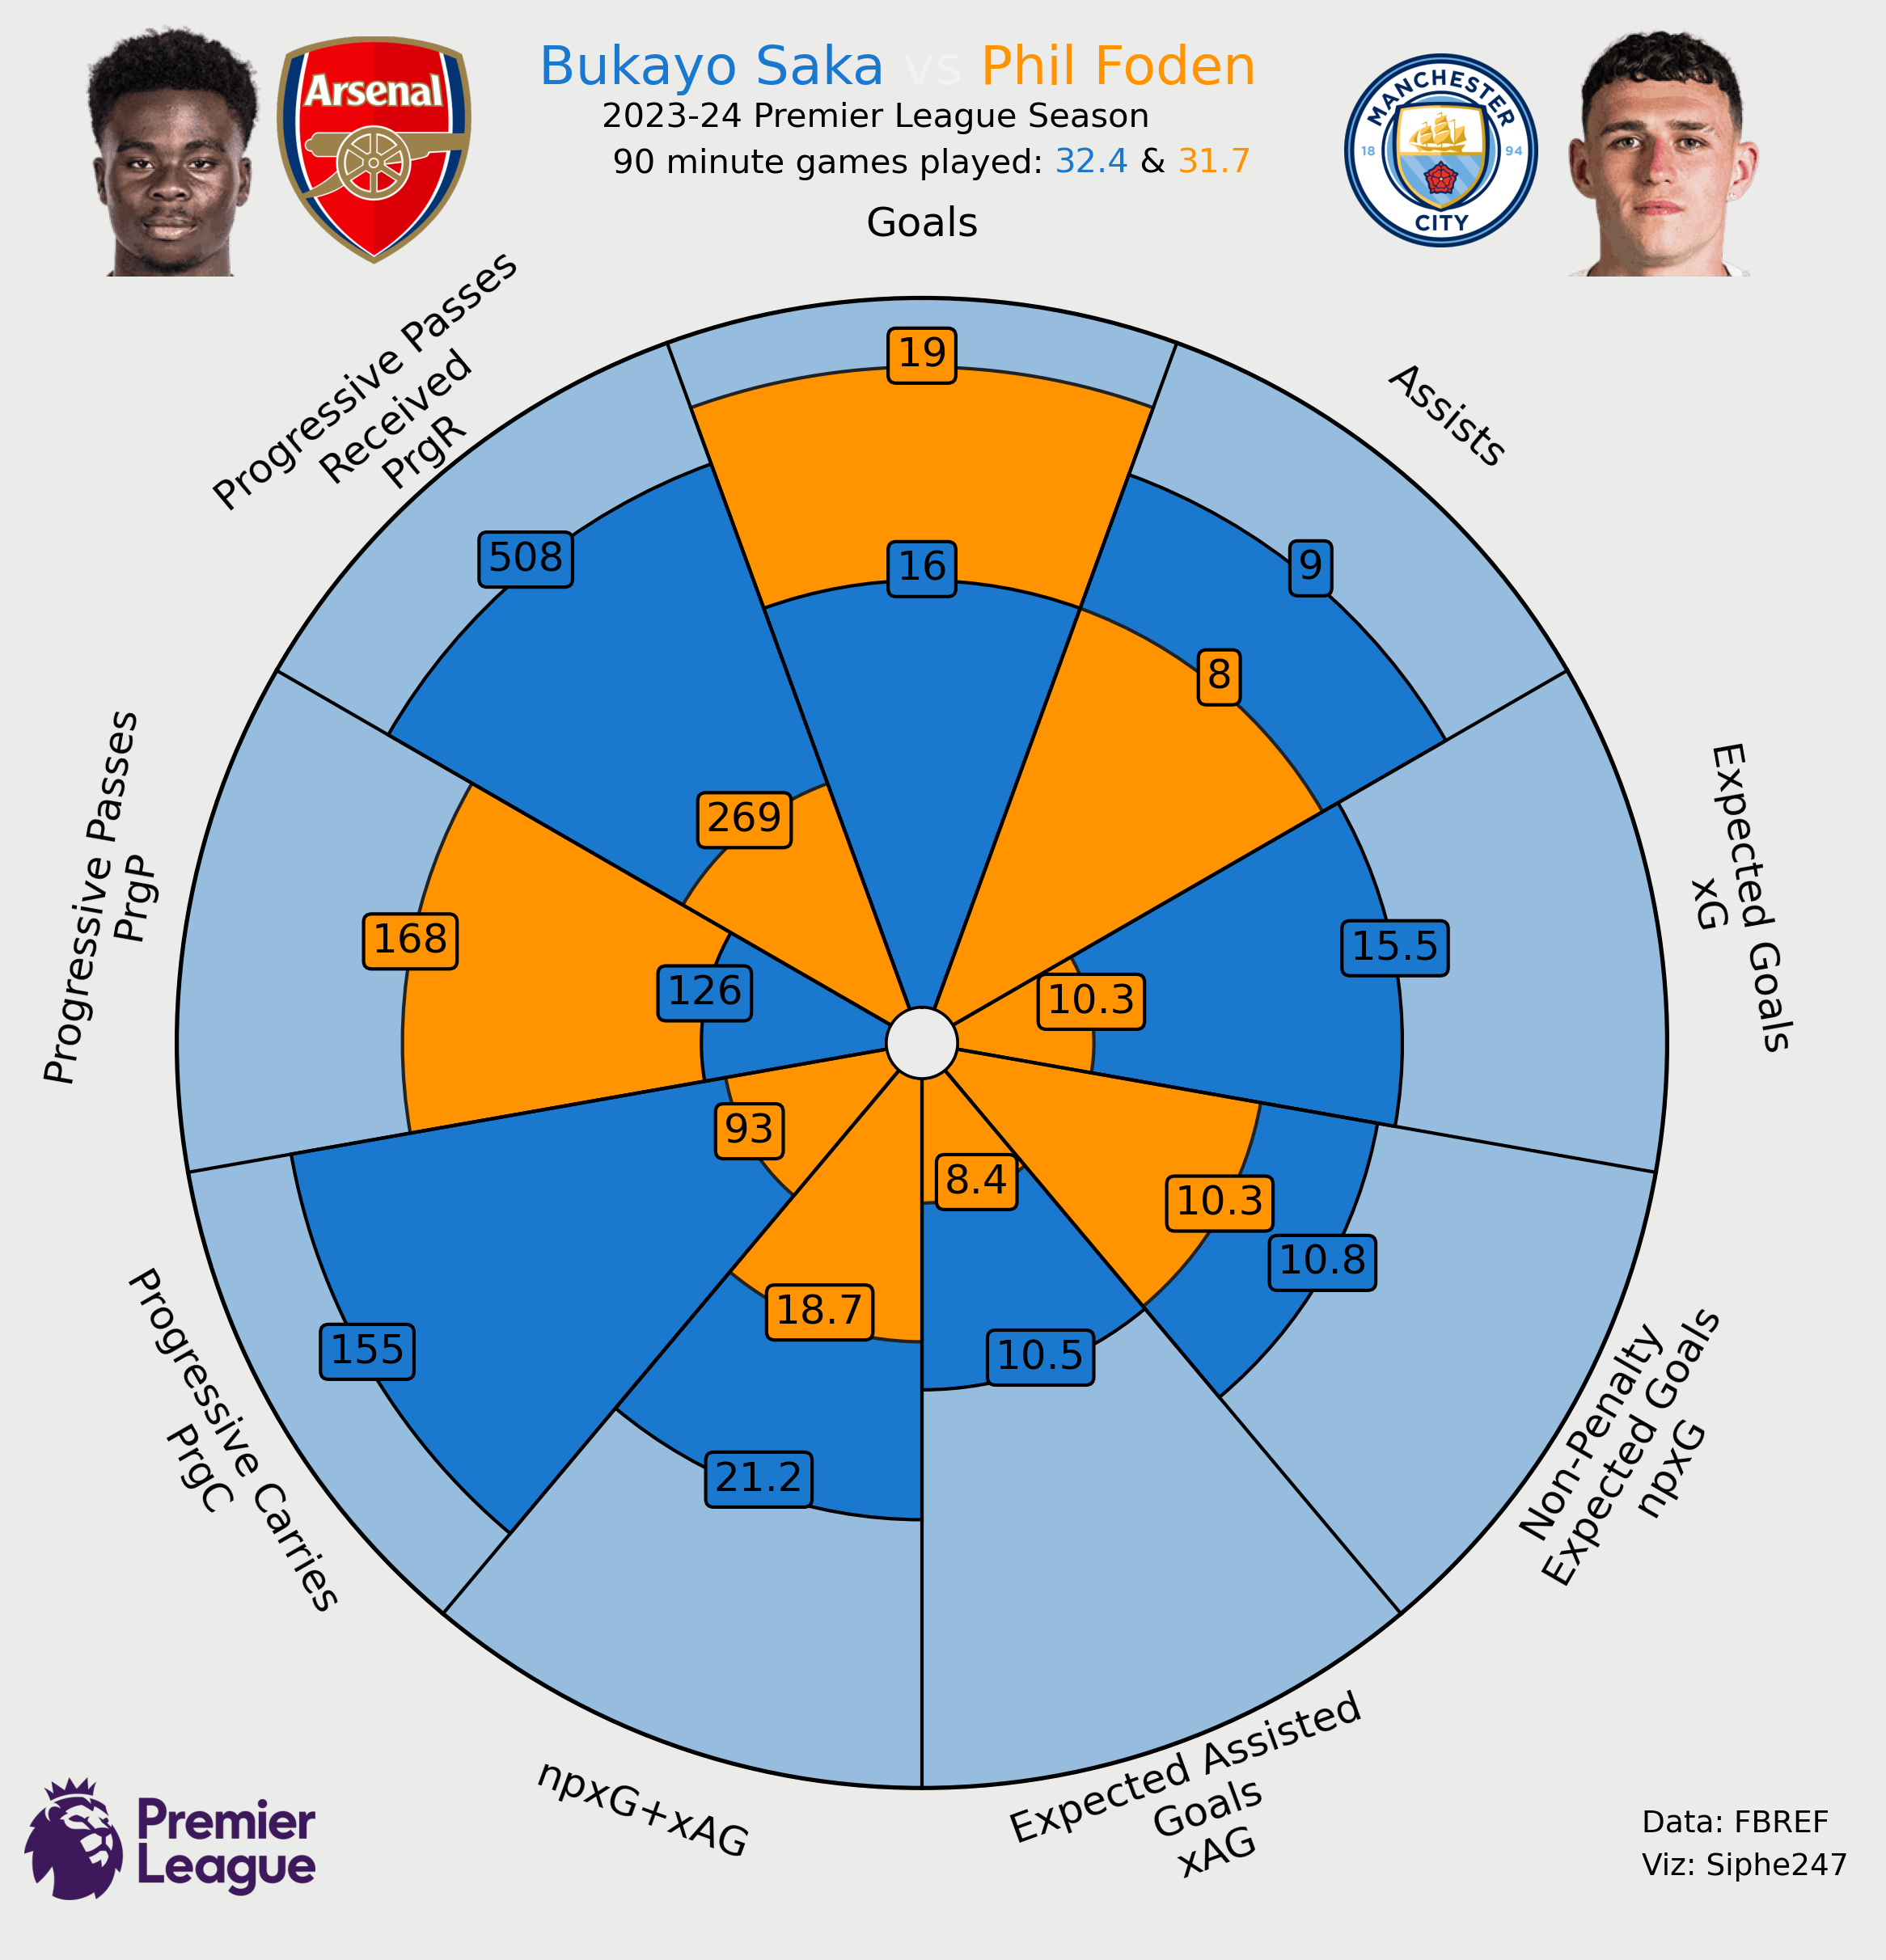 Arsenal
Bukayo Saka vs Phil Foden
2023-24 Premier League Season
90 minute games played: 32.4 & 31.7
MANCHESTER
18 94
CITY
Goals
19
16
Assists
9
8
Expected Goals
xG
15.5
10.3
Non-Penalty
Expected Goals
npxG
10.3
10.8
Expected Assisted
Goals
xAG
8.4
10.5
npxG+xAG
18.7
21.2
Progressive Carries
PrgC
93
155
Progressive Passes
PrgP
168
126
Progressive Passes
Received
PrgR
508
269
Premier
League
Data: FBREF
Viz: Siphe247